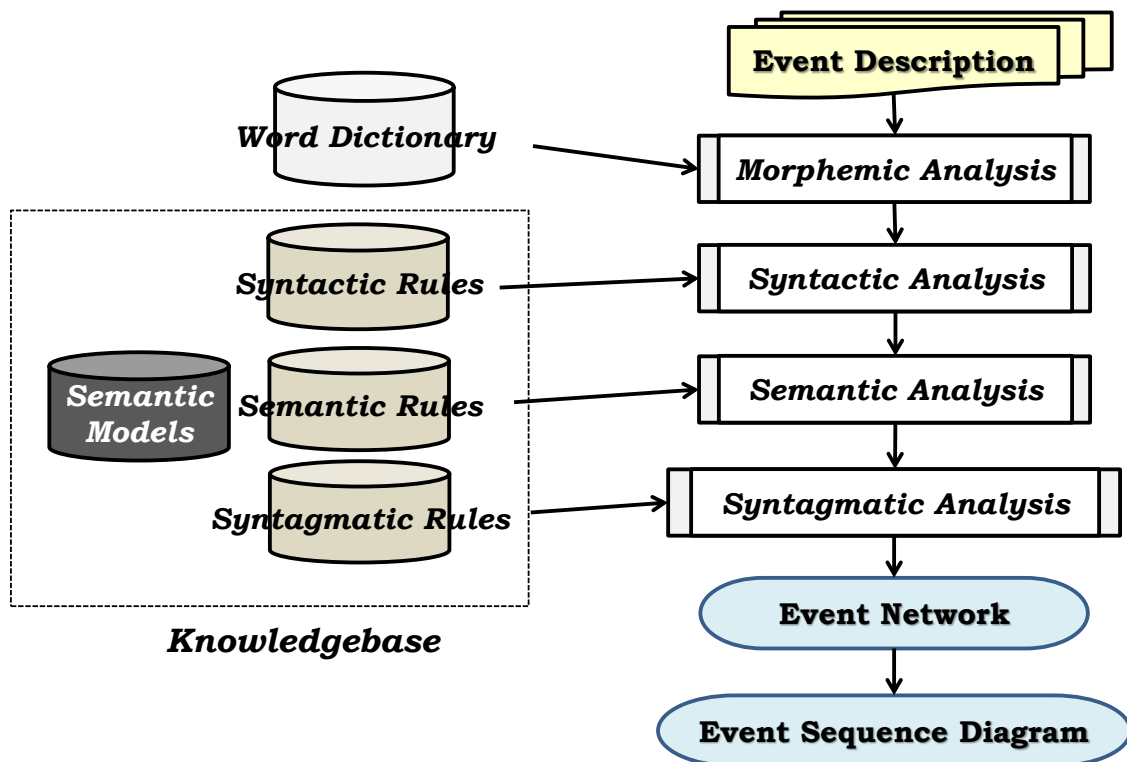 Event Description
Word Dictionary
Morphemic Analysis
Syntactic Rules
Syntactic Analysis
Semantic
Models
Semantic Rules
Semantic Analysis
Syntagmatic Rules
Syntagmatic Analysis
Knowledgebase
Event Network
Event Sequence Diagram